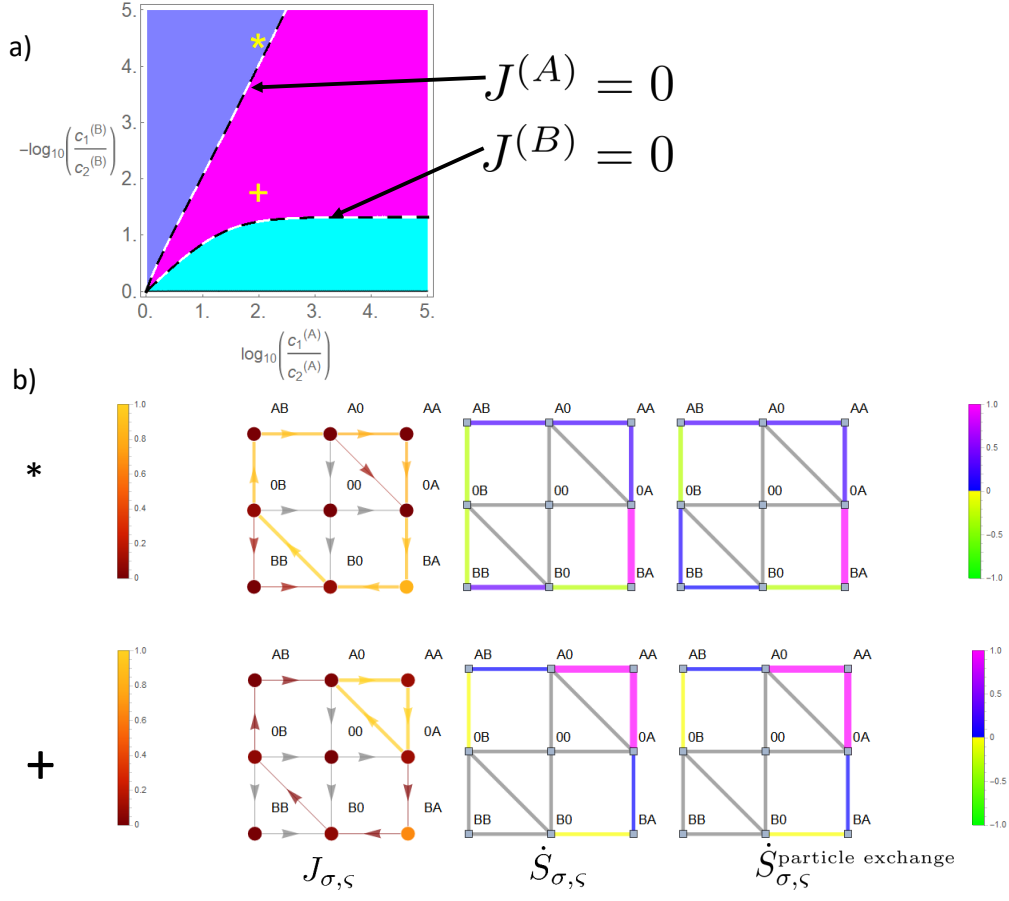 a)
5.
4.
3.
2.
1.
0.
−log₁₀(c₁⁽ᴮ⁾/c₂⁽ᴮ⁾)
*
+
0. 1. 2. 3. 4. 5.
log₁₀(c₁⁽ᴬ⁾/c₂⁽ᴬ⁾)
J⁽ᴬ⁾ = 0
J⁽ᴮ⁾ = 0
b)
*
1.0
0.8
0.6
0.4
0.2
0
AB A0 AA
0B 00 0A
BB B0 BA
AB A0 AA
0B 00 0A
BB B0 BA
AB A0 AA
0B 00 0A
BB B0 BA
1.0
0.5
0
−0.5
−1.0
+
1.0
0.8
0.6
0.4
0.2
0
AB A0 AA
0B 00 0A
BB B0 BA
AB A0 AA
0B 00 0A
BB B0 BA
AB A0 AA
0B 00 0A
BB B0 BA
1.0
0.5
0
−0.5
−1.0
J_{σ,ς} Ṡ_{σ,ς} Ṡ_{σ,ς}^{particle exchange}